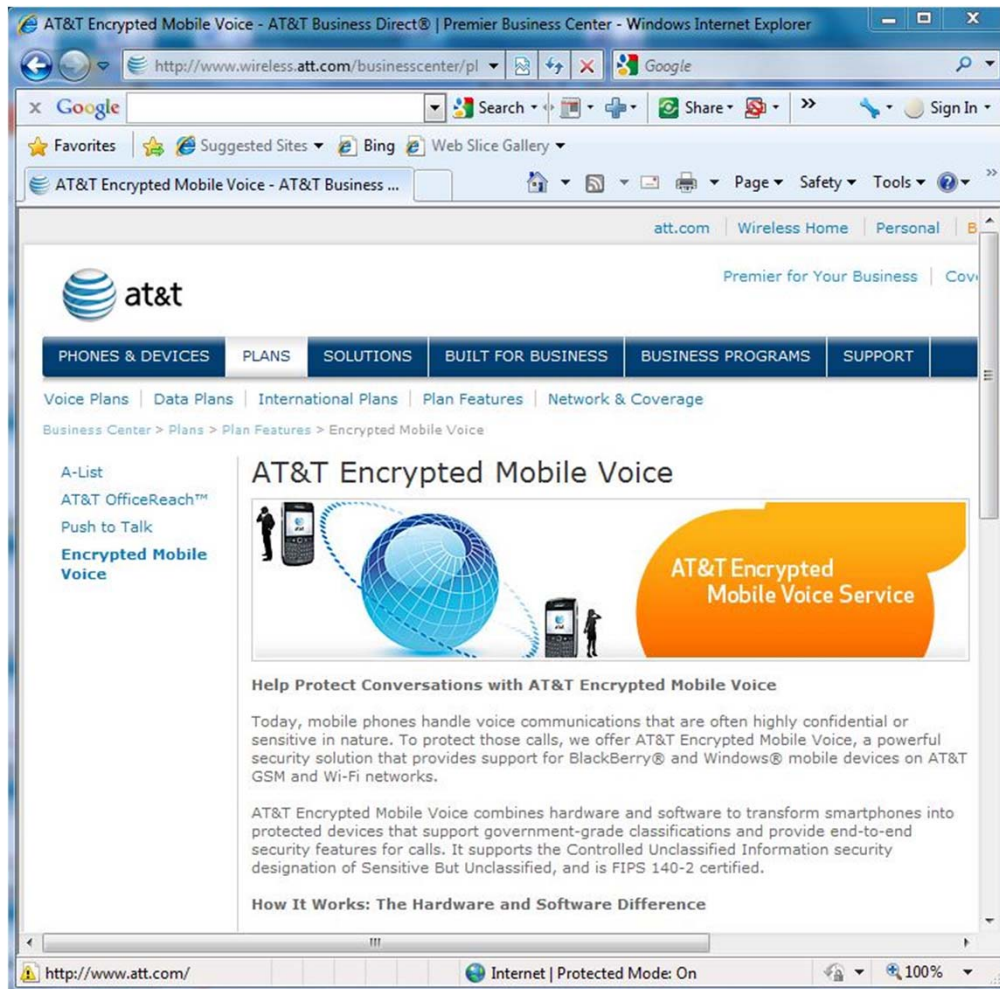 AT&T Encrypted Mobile Voice - AT&T Business Direct® | Premier Business Center - Windows Internet Explorer
http://www.wireless.att.com/businesscenter/pl
Google
x Google
Search
Share
»
Sign In
Favorites
Suggested Sites
Bing
Web Slice Gallery
AT&T Encrypted Mobile Voice - AT&T Business ...
Page
Safety
Tools
»
att.com | Wireless Home | Personal | B
at&t
Premier for Your Business | Cov
PHONES & DEVICES
PLANS
SOLUTIONS
BUILT FOR BUSINESS
BUSINESS PROGRAMS
SUPPORT
Voice Plans | Data Plans | International Plans | Plan Features | Network & Coverage
Business Center > Plans > Plan Features > Encrypted Mobile Voice
A-List
AT&T OfficeReach™
Push to Talk
Encrypted Mobile
Voice
AT&T Encrypted Mobile Voice
AT&T Encrypted
Mobile Voice Service
Help Protect Conversations with AT&T Encrypted Mobile Voice
Today, mobile phones handle voice communications that are often highly confidential or
sensitive in nature. To protect those calls, we offer AT&T Encrypted Mobile Voice, a powerful
security solution that provides support for BlackBerry® and Windows® mobile devices on AT&T
GSM and Wi-Fi networks.
AT&T Encrypted Mobile Voice combines hardware and software to transform smartphones into
protected devices that support government-grade classifications and provide end-to-end
security features for calls. It supports the Controlled Unclassified Information security
designation of Sensitive But Unclassified, and is FIPS 140-2 certified.
How It Works: The Hardware and Software Difference
http://www.att.com/
Internet | Protected Mode: On
100%